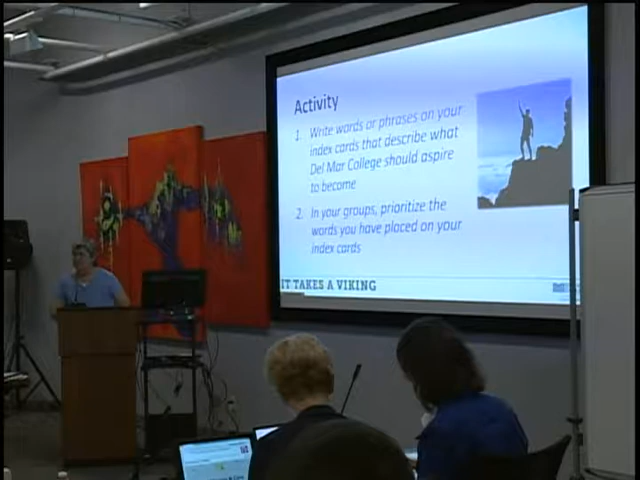 Activity
1. Write words or phrases on your
index cards that describe what
Del Mar College should aspire
to become
2. In your groups, prioritize the
words you have placed on your
index cards
IT TAKES A VIKING